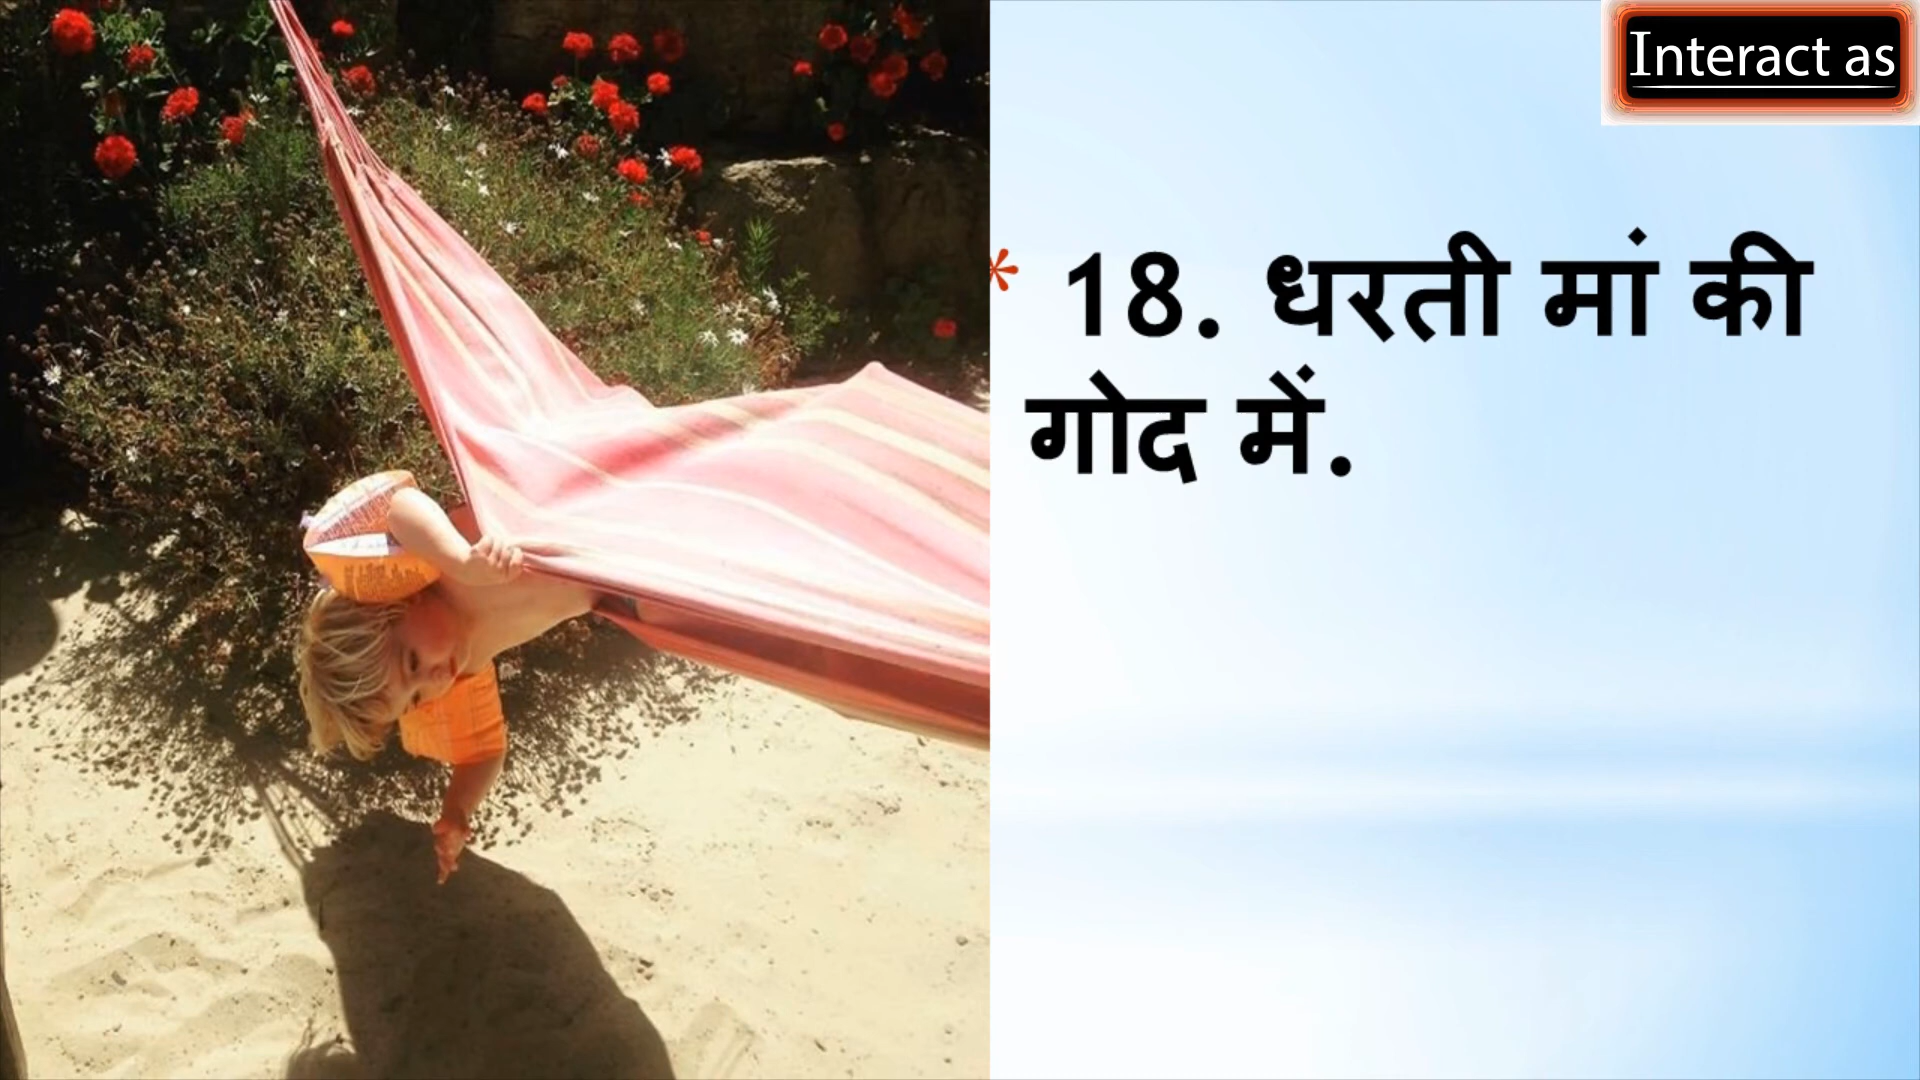 Interact as
* 18. धरती मां की
गोद में.